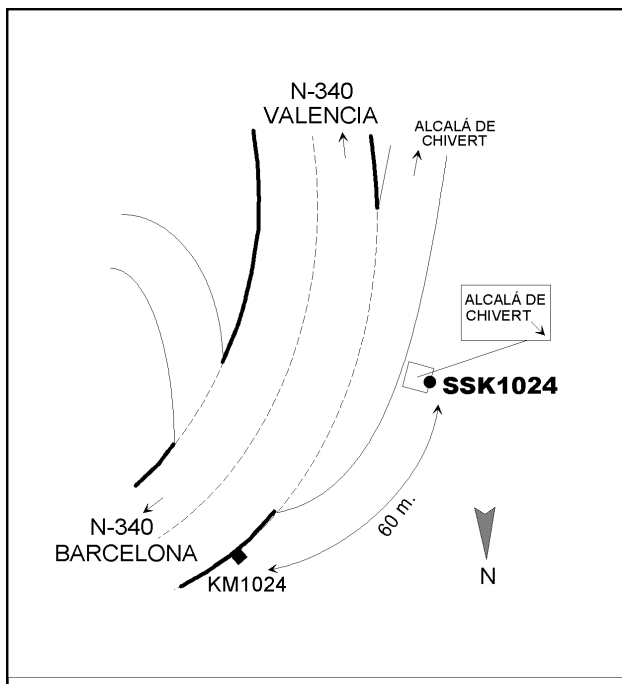 N-340
VALENCIA
ALCALÁ DE
CHIVERT
ALCALÁ DE
CHIVERT
SSK1024
60 m.
N-340
BARCELONA
KM1024
N